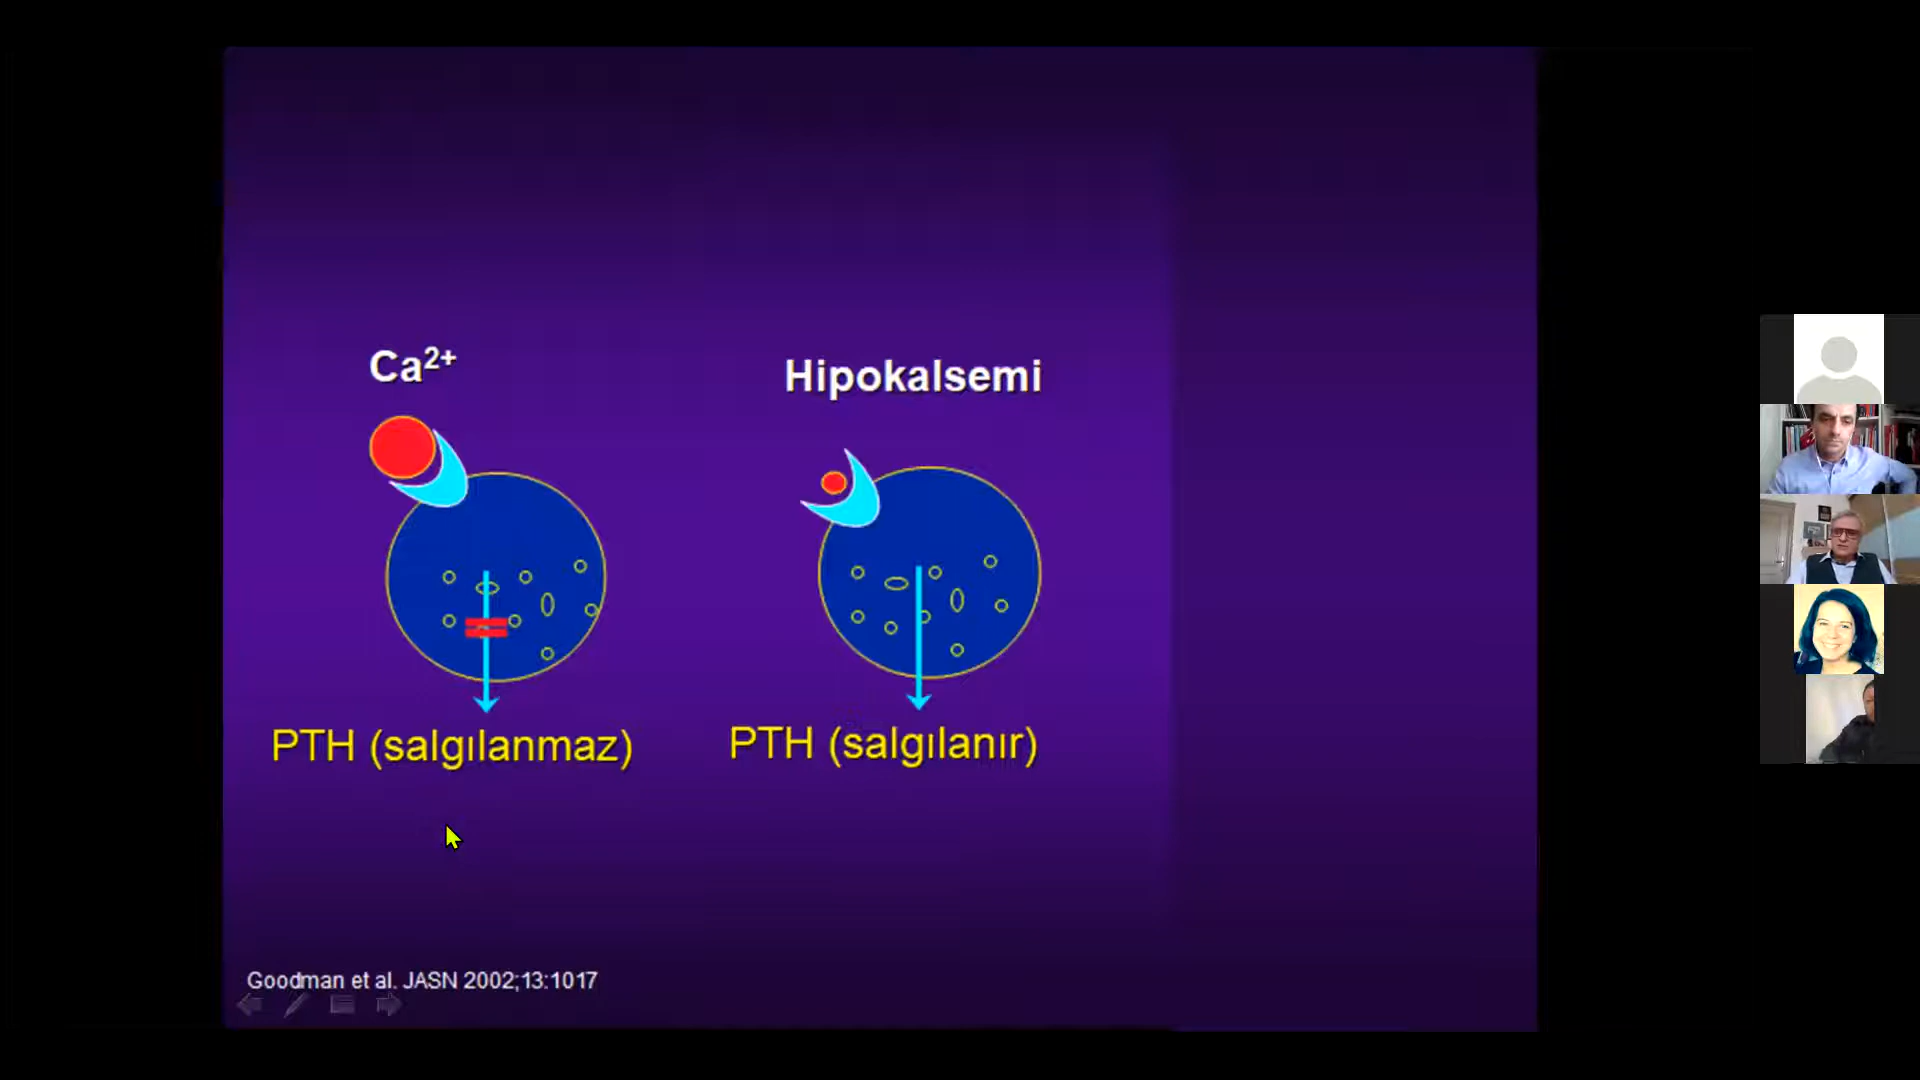 Ca²⁺
Hipokalsemi
PTH (salgılanmaz)
PTH (salgılanır)
Goodman et al. JASN 2002;13:1017